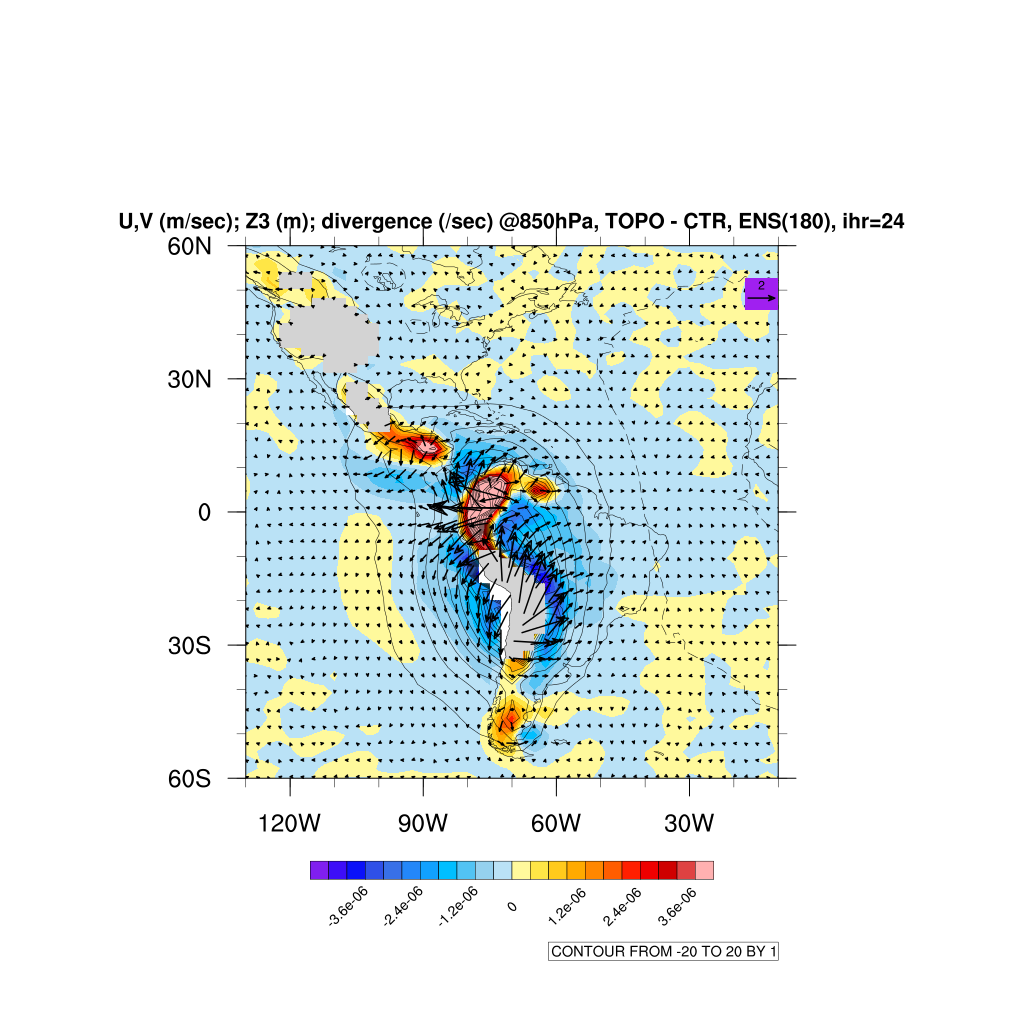 U,V (m/sec); Z3 (m); divergence (/sec) @850hPa, TOPO - CTR, ENS(180), ihr=24
60N
2
30N
0
30S
60S
120W 90W 60W 30W
-3.6e-06 -2.4e-06 -1.2e-06 0 1.2e-06 2.4e-06 3.6e-06
CONTOUR FROM -20 TO 20 BY 1